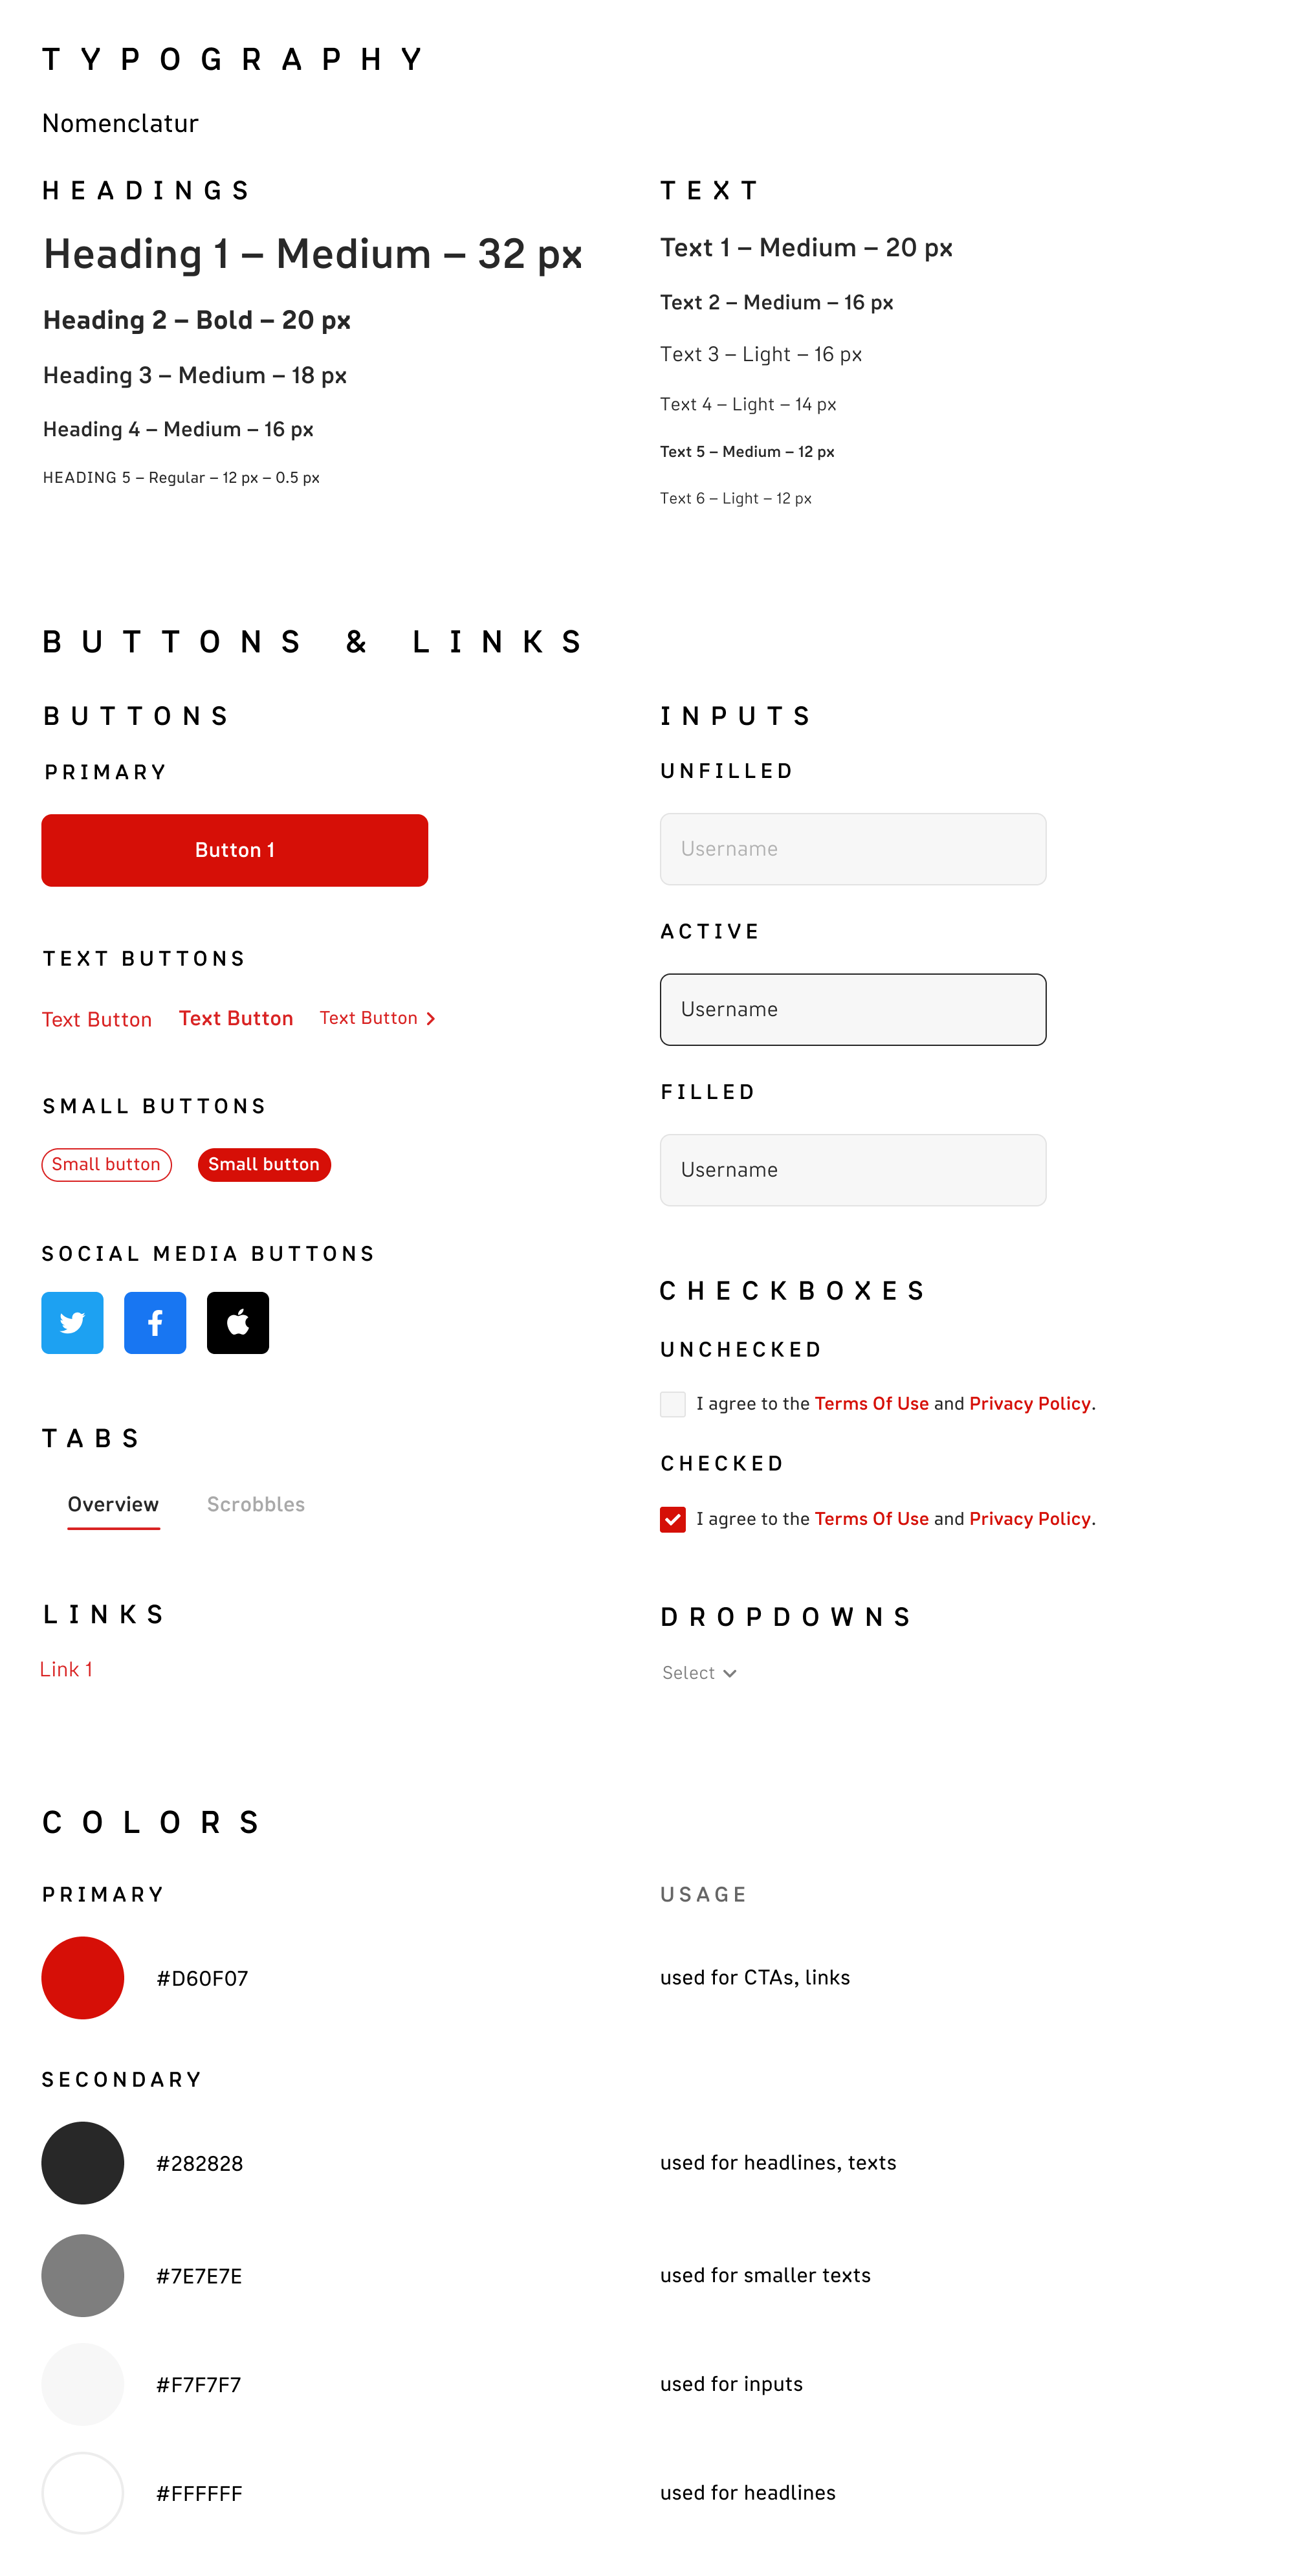 TYPOGRAPHY
Nomenclatur
HEADINGS
Heading 1 – Medium – 32 px
Heading 2 – Bold – 20 px
Heading 3 – Medium – 18 px
Heading 4 – Medium – 16 px
HEADING 5 – Regular – 12 px – 0.5 px
TEXT
Text 1 – Medium – 20 px
Text 2 – Medium – 16 px
Text 3 – Light – 16 px
Text 4 – Light – 14 px
Text 5 – Medium – 12 px
Text 6 – Light – 12 px
BUTTONS & LINKS
BUTTONS
PRIMARY
Button 1
TEXT BUTTONS
Text Button Text Button Text Button
SMALL BUTTONS
Small button Small button
SOCIAL MEDIA BUTTONS
TABS
Overview Scrobbles
LINKS
Link 1
INPUTS
UNFILLED
Username
ACTIVE
Username
FILLED
Username
CHECKBOXES
UNCHECKED
I agree to the Terms Of Use and Privacy Policy.
CHECKED
I agree to the Terms Of Use and Privacy Policy.
DROPDOWNS
Select
COLORS
PRIMARY USAGE
#D60F07 used for CTAs, links
SECONDARY
#282828 used for headlines, texts
#7E7E7E used for smaller texts
#F7F7F7 used for inputs
#FFFFFF used for headlines